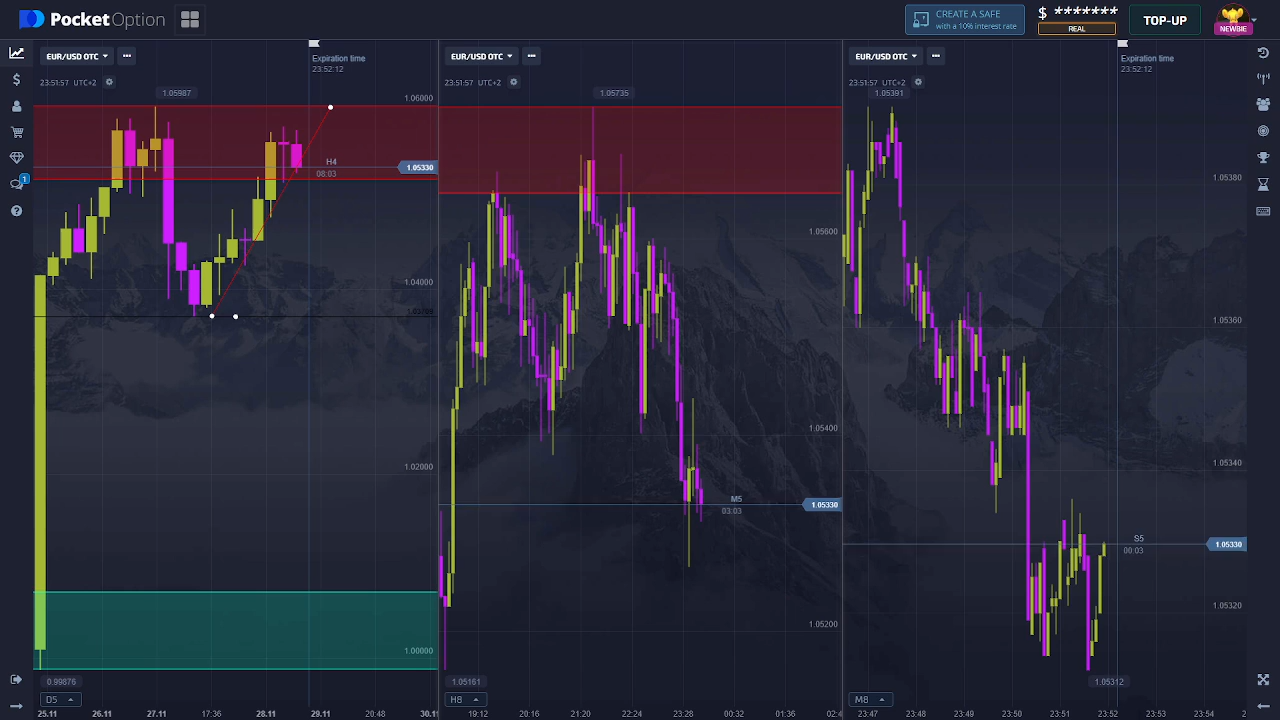 PocketOption
CREATE A SAFE
with a 10% interest rate
$ *******
REAL
TOP-UP
NEWBIE
EUR/USD OTC
23:51:57 UTC+2
Expiration time
23:52:12
1.05987
1.06000
H4
08:03
1.05330
1.04000
1.02000
1.00000
0.99876
D5
25.11 26.11 27.11 17:36 28.11 29.11 20:48 30.1
EUR/USD OTC
23:51:57 UTC+2
1.05735
1.05600
1.05400
M5
03:03
1.05330
1.05200
1.05161
H8
19:12 20:16 21:20 22:24 23:28 00:32 01:36 02:4
EUR/USD OTC
23:51:57 UTC+2
1.05391
Expiration time
23:52:12
1.05380
1.05360
1.05340
S5
00:03
1.05330
1.05320
1.05312
M8
23:47 23:48 23:49 23:50 23:51 23:52 23:53 23:54 2
1